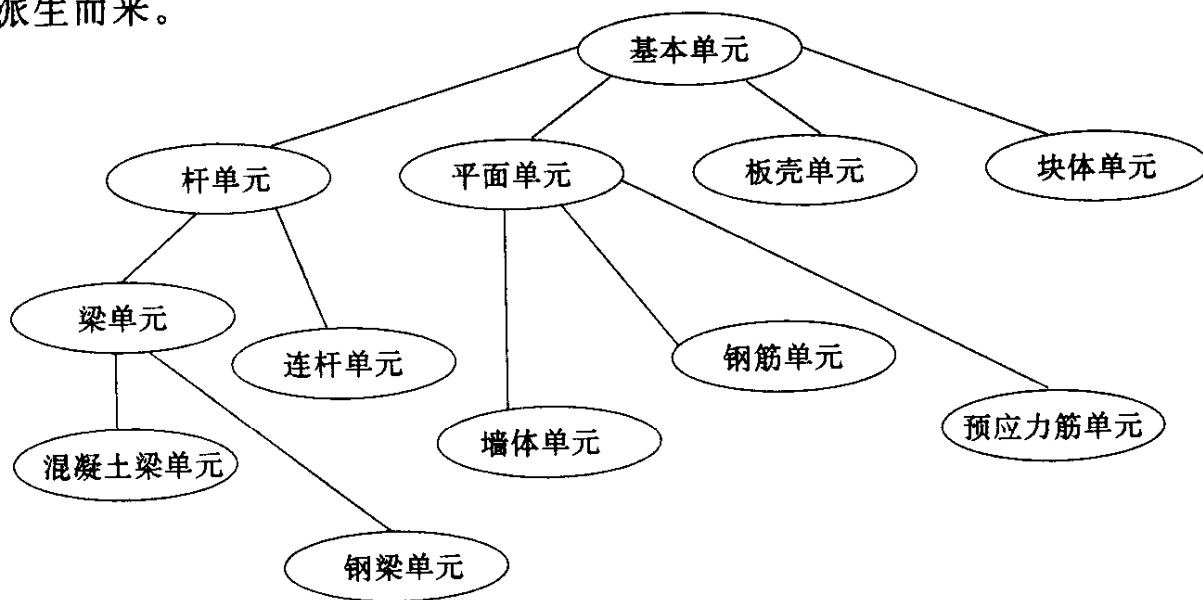 派生而来。
基本单元
杆单元
平面单元
板壳单元
块体单元
梁单元
连杆单元
钢筋单元
墙体单元
预应力筋单元
混凝土梁单元
钢梁单元